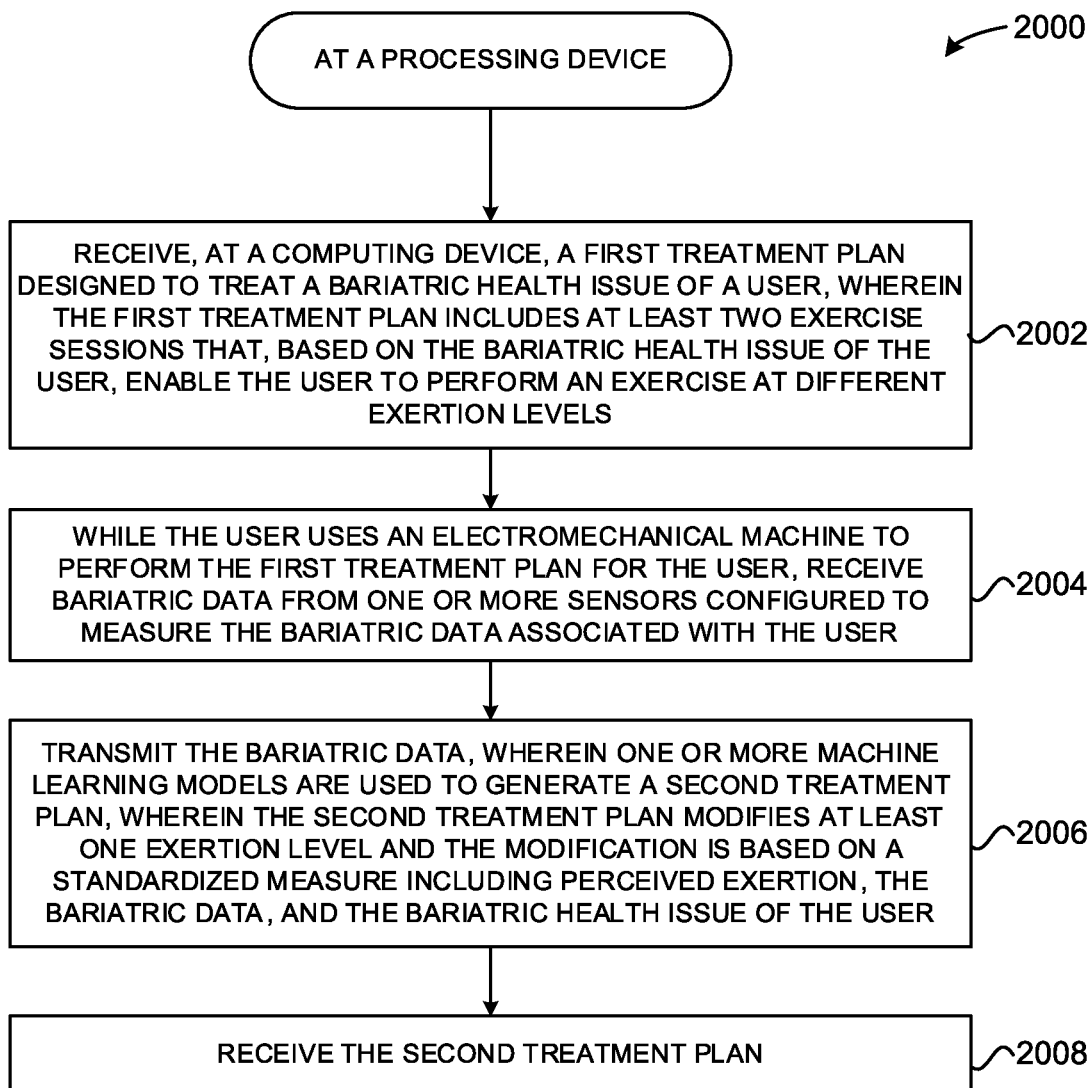 2000
AT A PROCESSING DEVICE
RECEIVE, AT A COMPUTING DEVICE, A FIRST TREATMENT PLAN
DESIGNED TO TREAT A BARIATRIC HEALTH ISSUE OF A USER, WHEREIN
THE FIRST TREATMENT PLAN INCLUDES AT LEAST TWO EXERCISE
SESSIONS THAT, BASED ON THE BARIATRIC HEALTH ISSUE OF THE
USER, ENABLE THE USER TO PERFORM AN EXERCISE AT DIFFERENT
EXERTION LEVELS
2002
WHILE THE USER USES AN ELECTROMECHANICAL MACHINE TO
PERFORM THE FIRST TREATMENT PLAN FOR THE USER, RECEIVE
BARIATRIC DATA FROM ONE OR MORE SENSORS CONFIGURED TO
MEASURE THE BARIATRIC DATA ASSOCIATED WITH THE USER
2004
TRANSMIT THE BARIATRIC DATA, WHEREIN ONE OR MORE MACHINE
LEARNING MODELS ARE USED TO GENERATE A SECOND TREATMENT
PLAN, WHEREIN THE SECOND TREATMENT PLAN MODIFIES AT LEAST
ONE EXERTION LEVEL AND THE MODIFICATION IS BASED ON A
STANDARDIZED MEASURE INCLUDING PERCEIVED EXERTION, THE
BARIATRIC DATA, AND THE BARIATRIC HEALTH ISSUE OF THE USER
2006
RECEIVE THE SECOND TREATMENT PLAN
2008